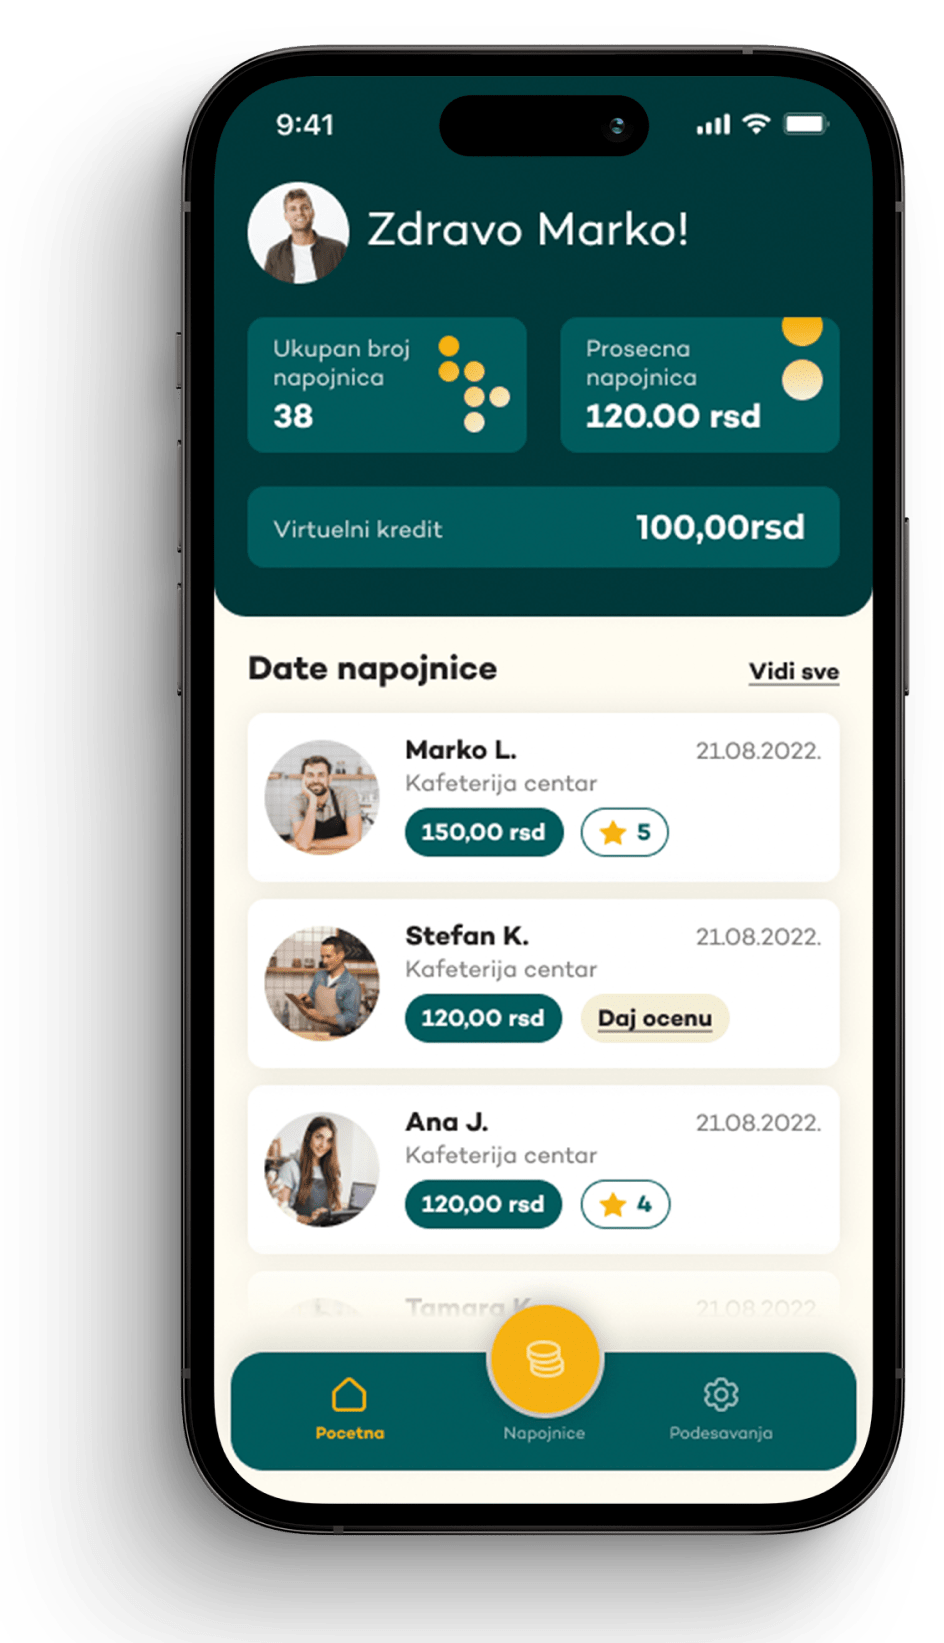 9:41
Zdravo Marko!
Ukupan broj
napojnica
38
Prosecna
napojnica
120.00 rsd
Virtuelni kredit
100,00rsd
Date napojnice
Vidi sve
Marko L.
21.08.2022.
Kafeterija centar
150,00 rsd
5
Stefan K.
21.08.2022.
Kafeterija centar
120,00 rsd
Daj ocenu
Ana J.
21.08.2022.
Kafeterija centar
120,00 rsd
4
Tamara K
21.08.2022.
Pocetna
Napojnice
Podesavanja